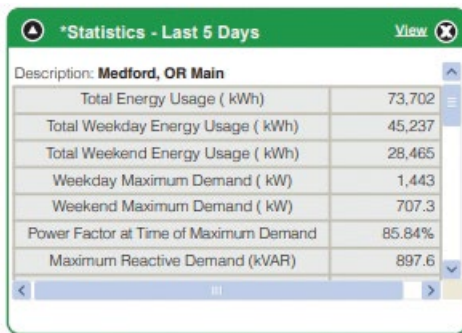 *Statistics - Last 5 Days View X
Description: Medford, OR Main
Total Energy Usage ( kWh) 73,702
Total Weekday Energy Usage ( kWh) 45,237
Total Weekend Energy Usage ( kWh) 28,465
Weekday Maximum Demand ( kW) 1,443
Weekend Maximum Demand ( kW) 707.3
Power Factor at Time of Maximum Demand 85.84%
Maximum Reactive Demand (kVAR) 897.6